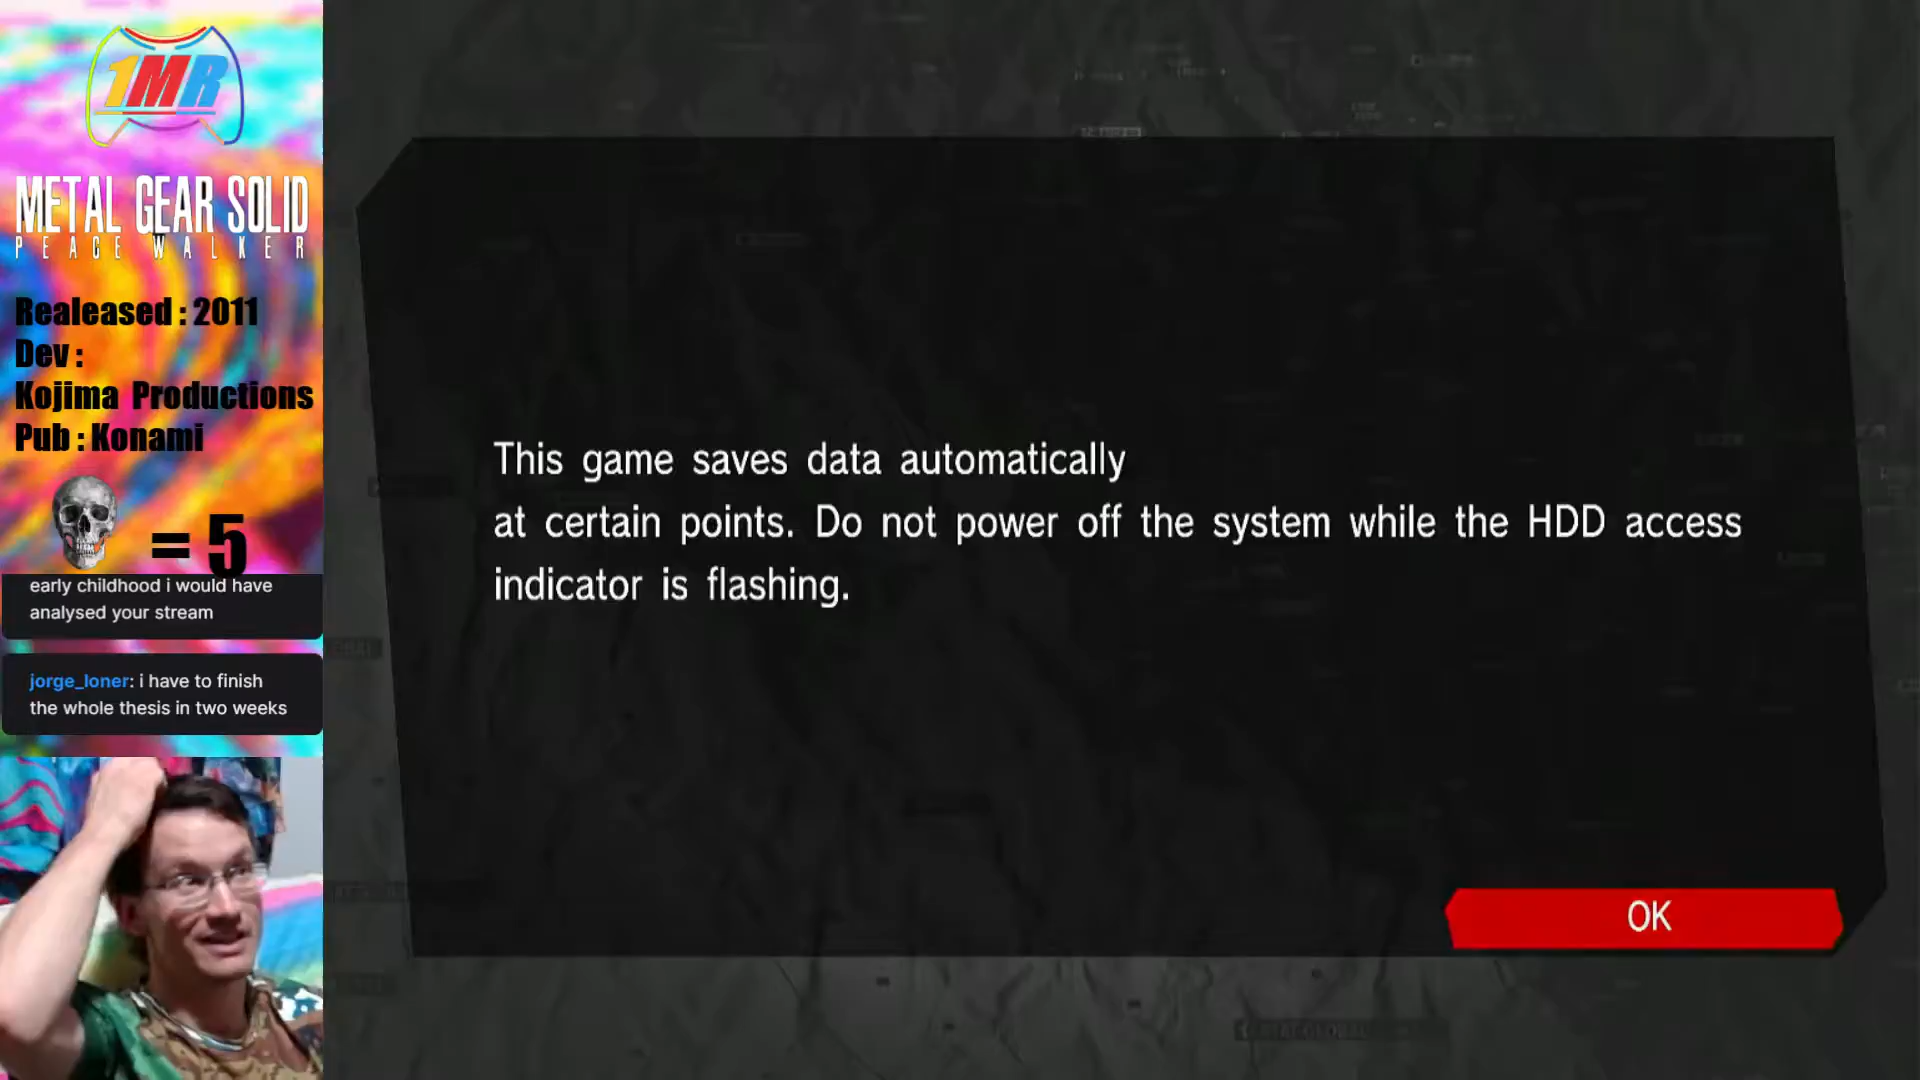 1MR
METAL GEAR SOLID
PEACE WALKER
Realeased : 2011
Dev :
Kojima Productions
Pub : Konami
= 5
early childhood i would have
analysed your stream
jorge_loner: i have to finish
the whole thesis in two weeks
This game saves data automatically
at certain points. Do not power off the system while the HDD access
indicator is flashing.
OK